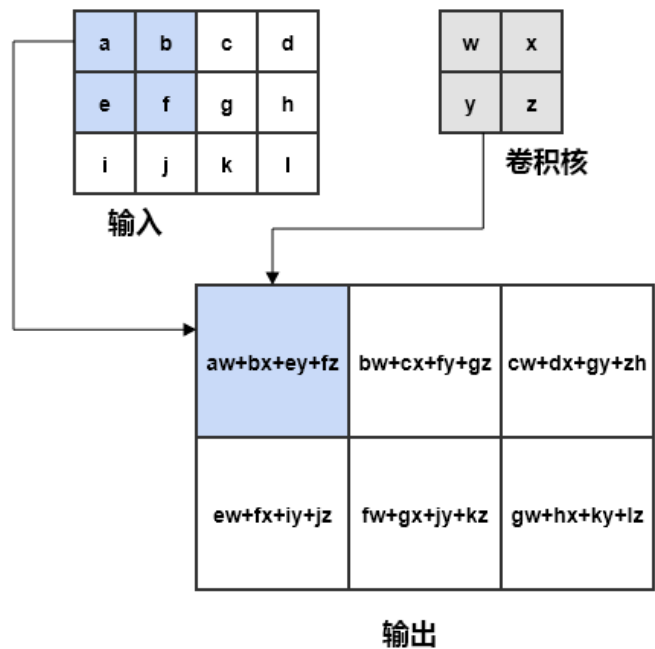 a b c d
w x
e f g h
y z
i j k l
卷积核
输入
aw+bx+ey+fz bw+cx+fy+gz cw+dx+gy+zh
ew+fx+iy+jz fw+gx+jy+kz gw+hx+ky+lz
输出